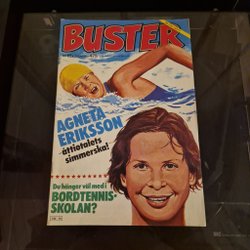 BUSTER
AGNETA
ERIKSSON
åttiotalets
simmerska!
Du hänger väl med i
BORDTENNIS-
SKOLAN?